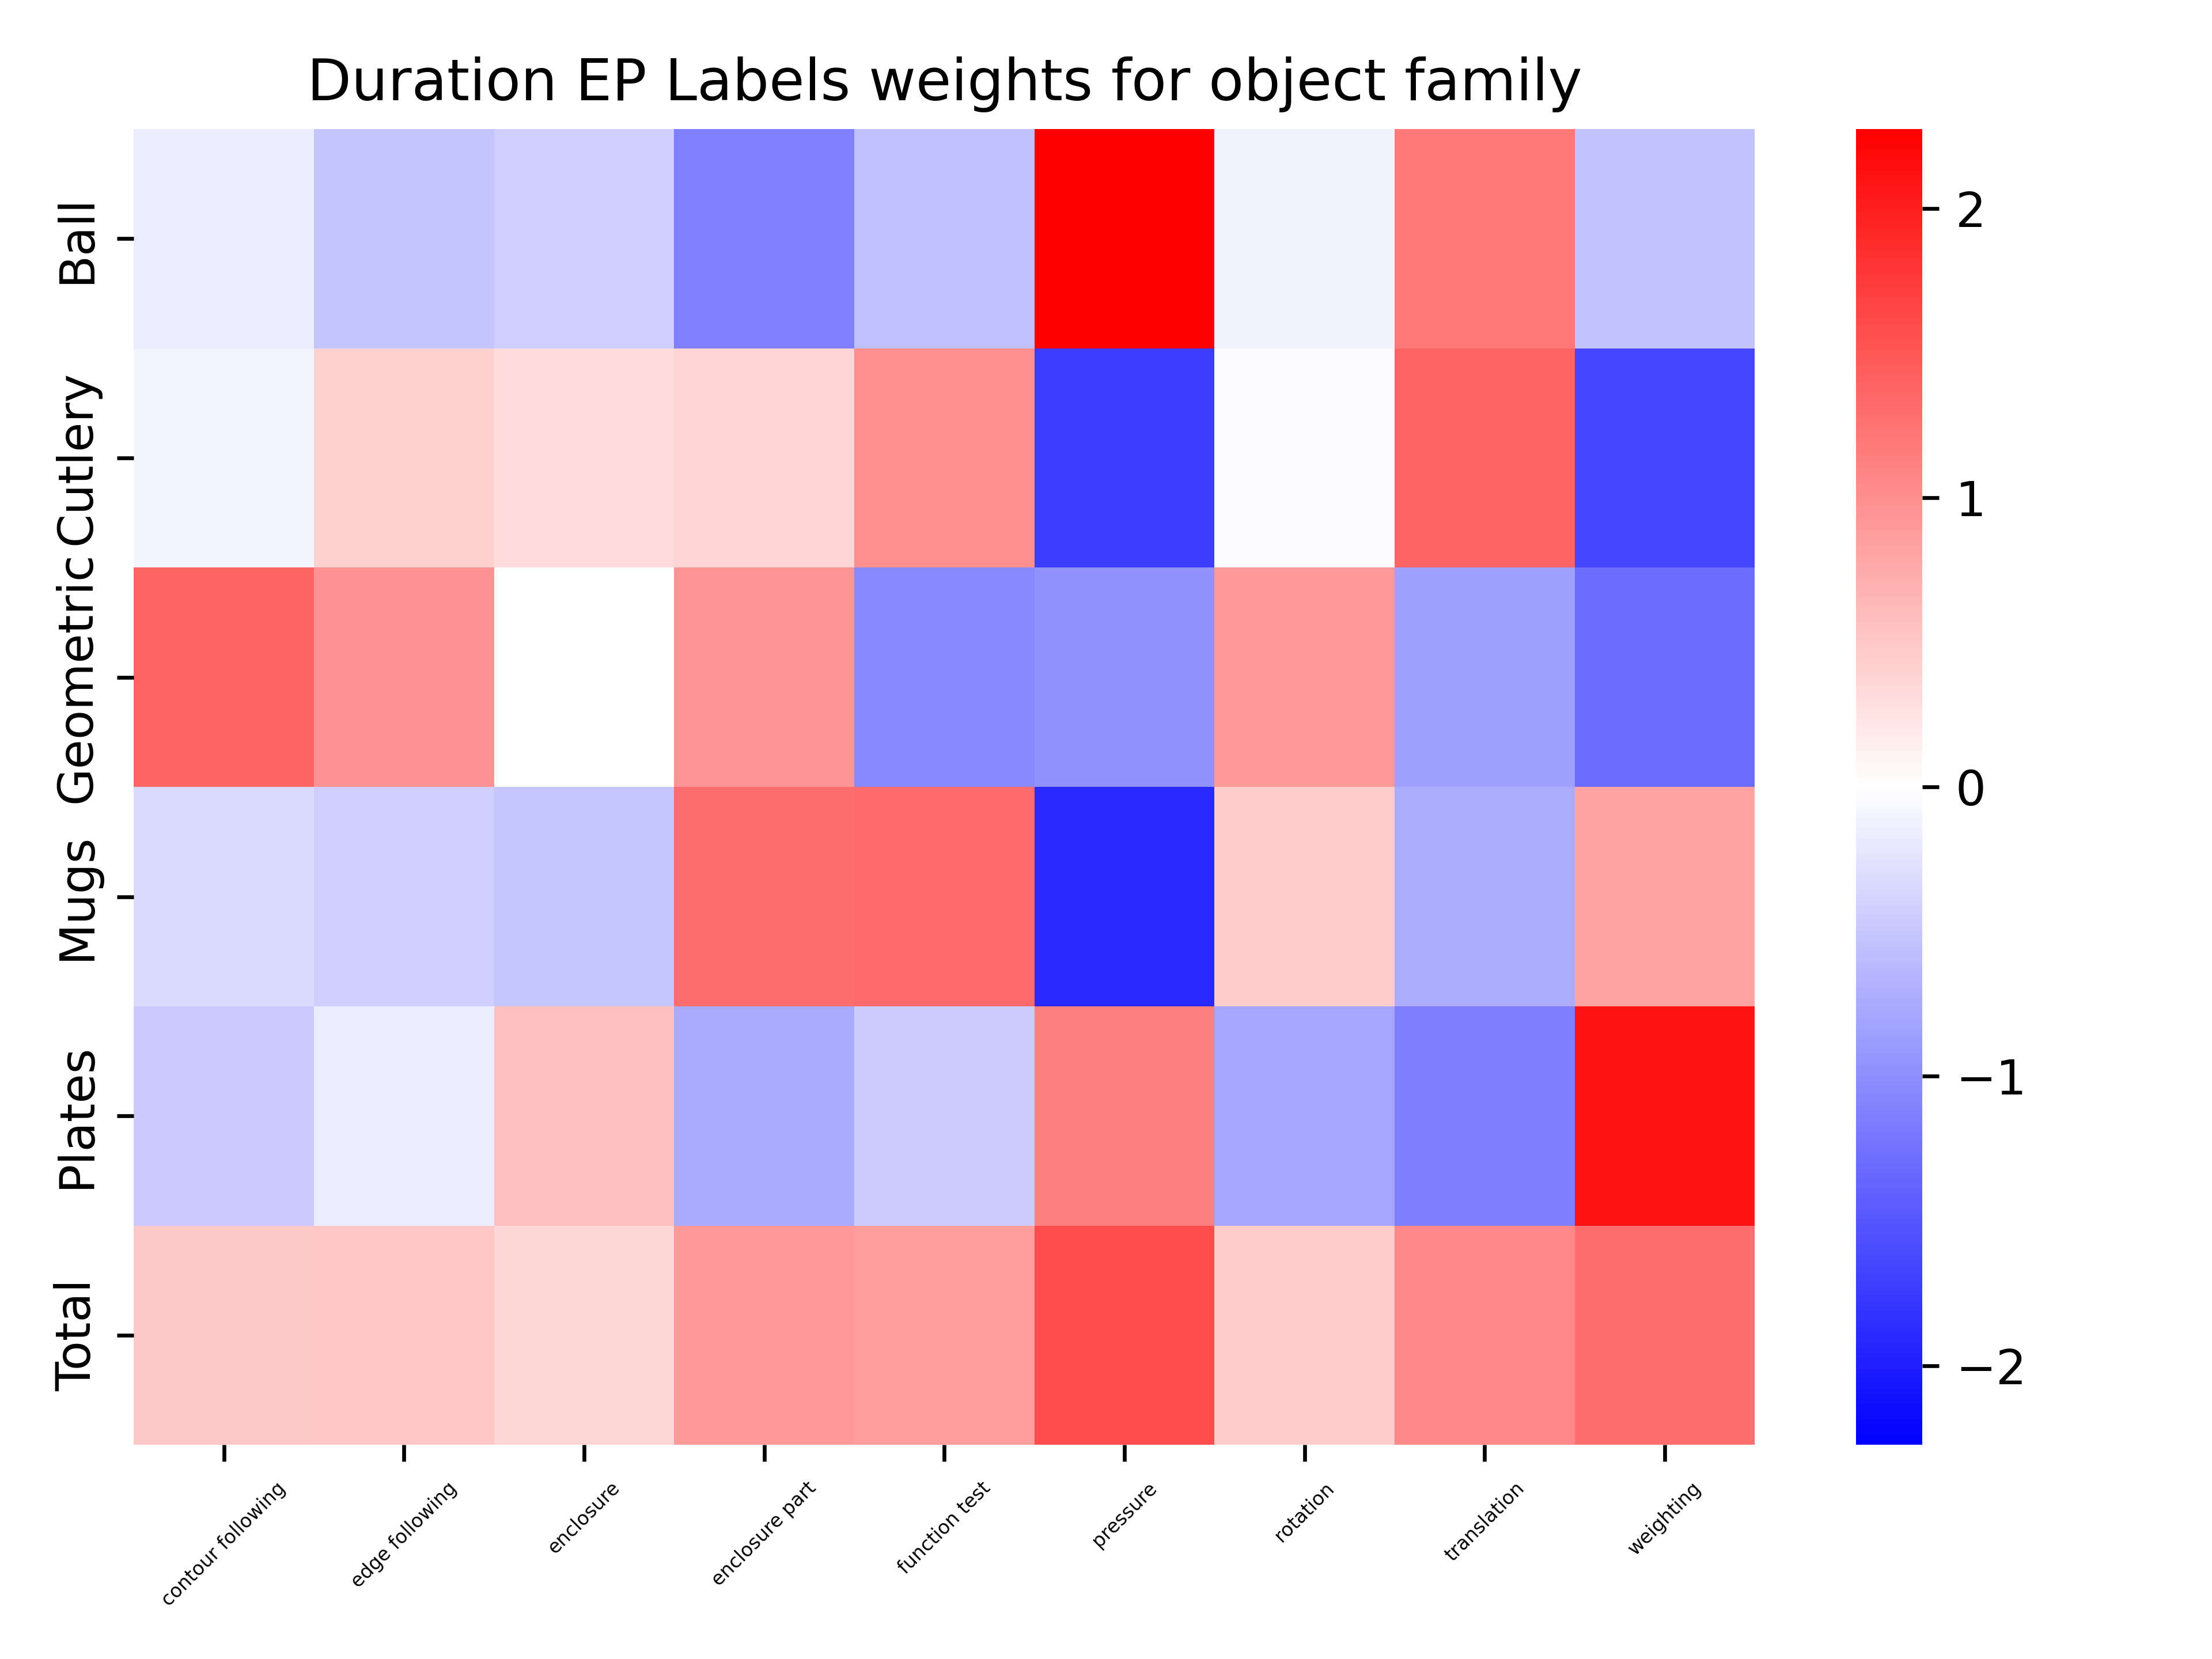 Duration EP Labels weights for object family
Ball
Cutlery
Geometric
Mugs
Plates
Total
contour following
edge following
enclosure
enclosure part
function test
pressure
rotation
translation
weighting
2
1
0
−1
−2